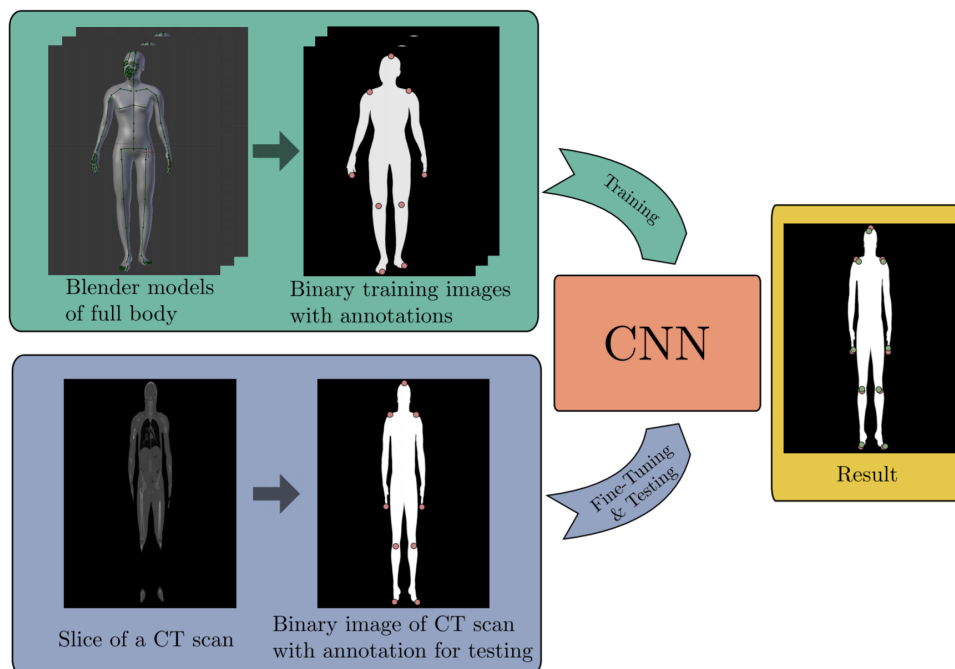 Blender models
of full body
Binary training images
with annotations
Training
CNN
Slice of a CT scan
Binary image of CT scan
with annotation for testing
Fine-Tuning
& Testing
Result